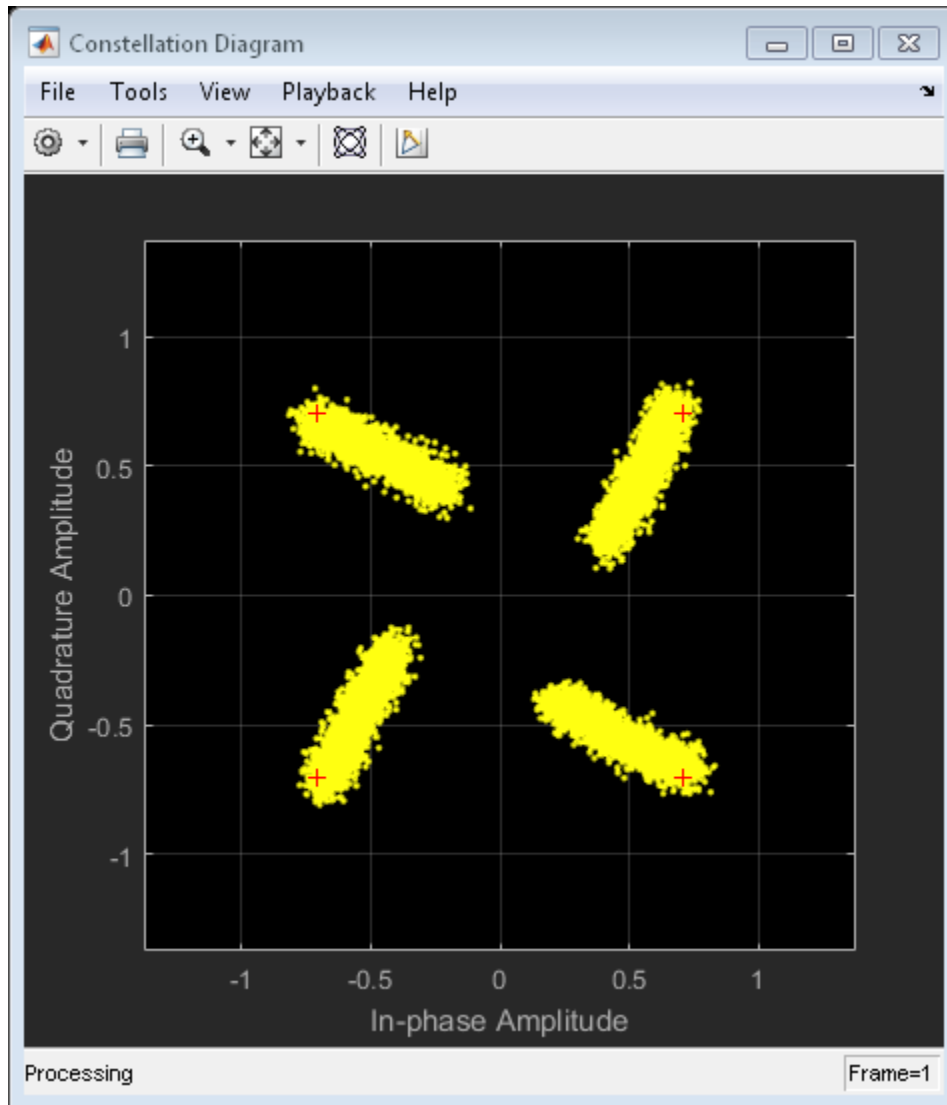 Constellation Diagram
File Tools View Playback Help
1
0.5
0
-0.5
-1
Quadrature Amplitude
-1 -0.5 0 0.5 1
In-phase Amplitude
Processing Frame=1